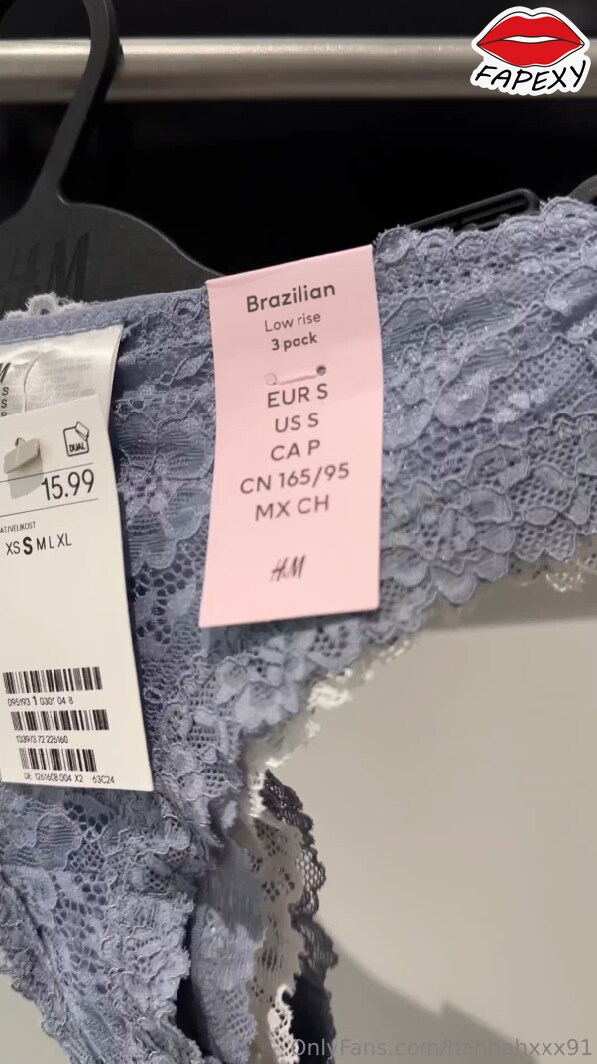 FAPEXY
H&M
Brazilian
Low rise
3 pack
EUR S
US S
CA P
CN 165/95
MX CH
H&M
DUAL
15.99
XS S M L XL
OnlyFans.com/hannahxxx91